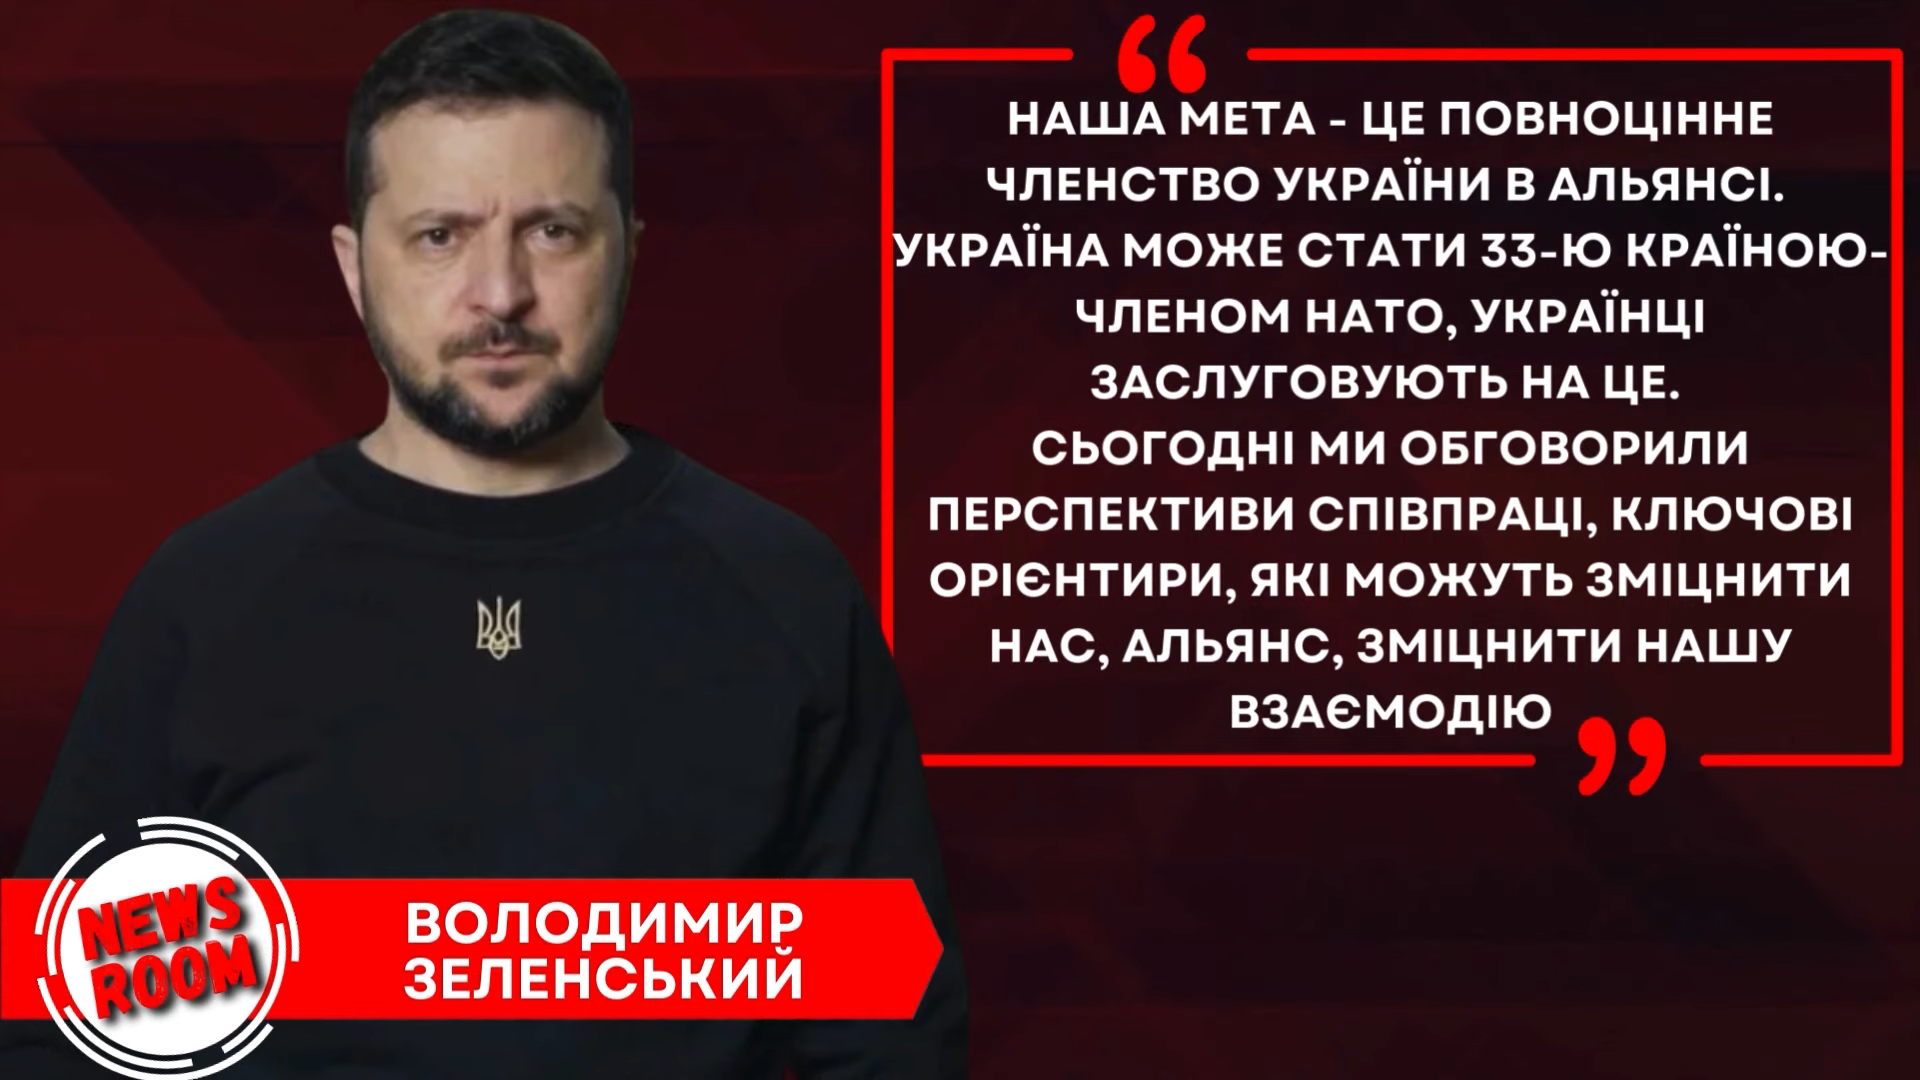 НАША МЕТА - ЦЕ ПОВНОЦІННЕ
ЧЛЕНСТВО УКРАЇНИ В АЛЬЯНСІ.
УКРАЇНА МОЖЕ СТАТИ 33-Ю КРАЇНОЮ-
ЧЛЕНОМ НАТО, УКРАЇНЦІ
ЗАСЛУГОВУЮТЬ НА ЦЕ.
СЬОГОДНІ МИ ОБГОВОРИЛИ
ПЕРСПЕКТИВИ СПІВПРАЦІ, КЛЮЧОВІ
ОРІЄНТИРИ, ЯКІ МОЖУТЬ ЗМІЦНИТИ
НАС, АЛЬЯНС, ЗМІЦНИТИ НАШУ
ВЗАЄМОДІЮ
ВОЛОДИМИР
ЗЕЛЕНСЬКИЙ
NEWS
ROOM